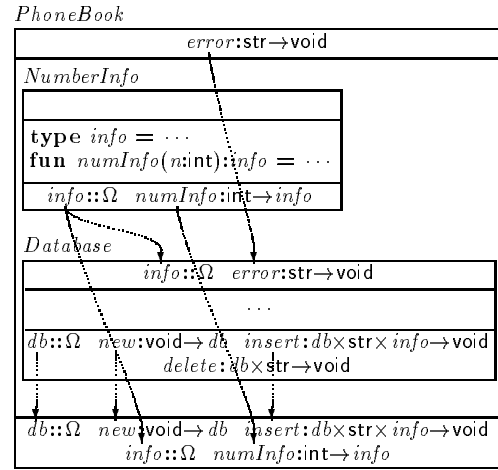 PhoneBook
error:str→void
NumberInfo
type info = ⋯
fun numInfo(n:int):info = ⋯
info::Ω numInfo:int→info
Database
info::Ω error:str→void
⋯
db::Ω new:void→db insert:db×str×info→void
delete:db×str→void
db::Ω new:void→db insert:db×str×info→void
info::Ω numInfo:int→info